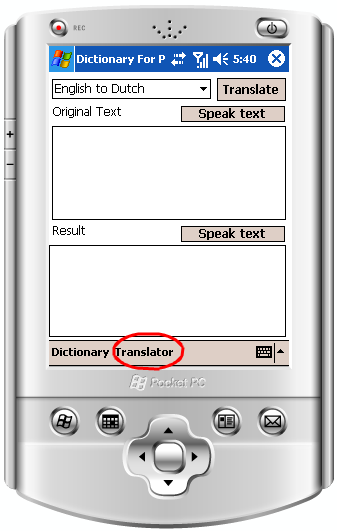 REC
Dictionary For P 5:40
English to Dutch Translate
Original Text Speak text
Result Speak text
Dictionary Translator
Pocket PC